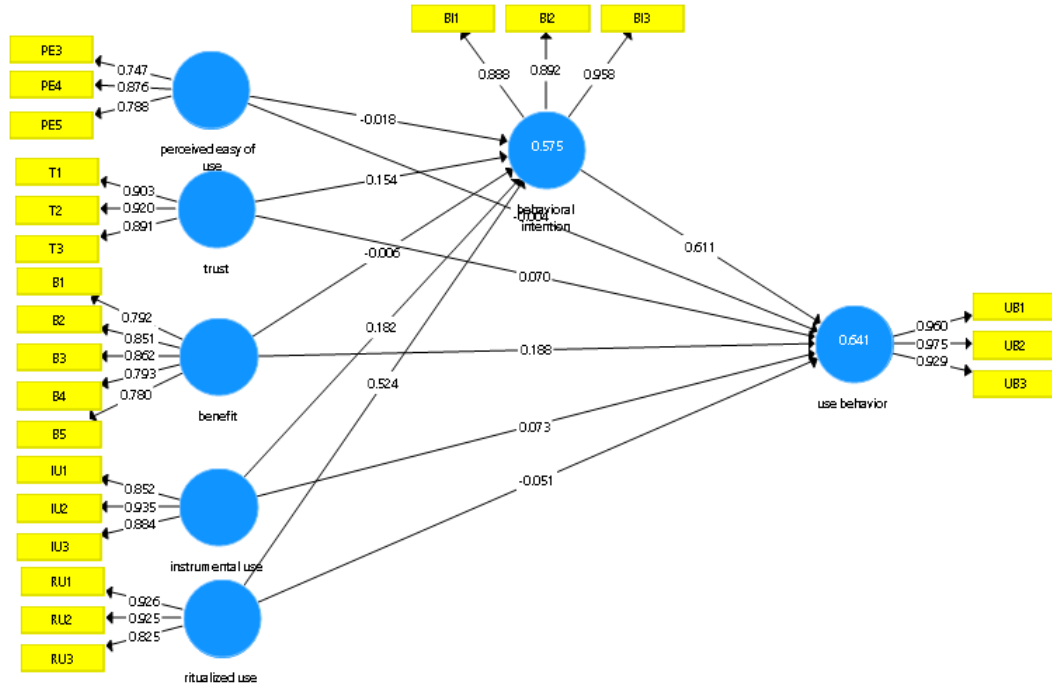 BI1
BI2
BI3
0.888
0.892
0.958
PE3
PE4
PE5
0.747
0.876
0.788
perceived easy of
use
-0.018
0.575
behavioral
intention
-0.004
T1
T2
T3
0.903
0.920
0.891
trust
0.154
0.070
0.611
B1
B2
B3
B4
B5
0.792
0.851
0.862
0.793
0.780
benefit
-0.006
0.188
0.641
use behavior
0.960
0.975
0.929
UB1
UB2
UB3
IU1
IU2
IU3
0.852
0.935
0.884
instrumental use
0.182
0.073
RU1
RU2
RU3
0.926
0.925
0.825
ritualized use
0.524
-0.051